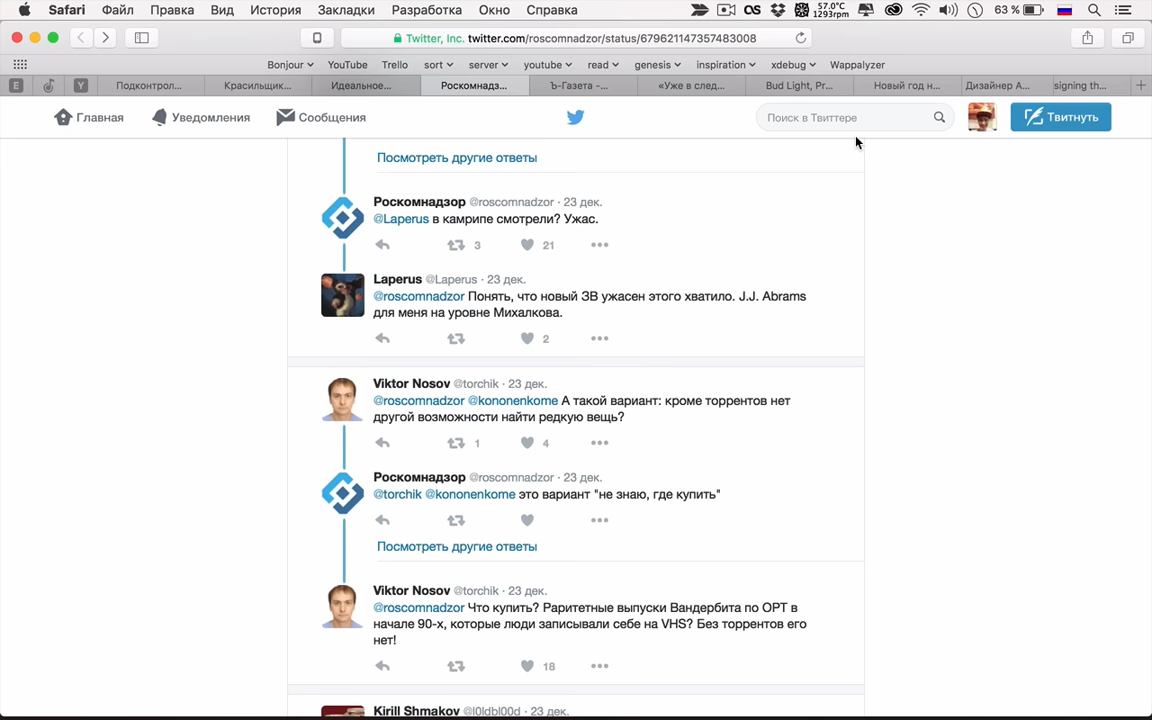 Safari Файл Правка Вид История Закладки Разработка Окно Справка
57.0°C
1293rpm
63 %
Twitter, Inc. twitter.com/roscomnadzor/status/679621147357483008
Bonjour YouTube Trello sort server youtube read genesis inspiration xdebug Wappalyzer
E Y Подконтрол... Красильщик... Идеальное... Роскомнадз... Ъ-Газета -... «Уже в след... Bud Light, Pr... Новый год н... Дизайнер A... signing th...
Главная Уведомления Сообщения Поиск в Твиттере Твитнуть
Посмотреть другие ответы
Роскомнадзор @roscomnadzor · 23 дек.
@Laperus в камрипе смотрели? Ужас.
3 21
Laperus @Laperus · 23 дек.
@roscomnadzor Понять, что новый ЗВ ужасен этого хватило. J.J. Abrams
для меня на уровне Михалкова.
2
Viktor Nosov @torchik · 23 дек.
@roscomnadzor @kononenkome А такой вариант: кроме торрентов нет
другой возможности найти редкую вещь?
1 4
Роскомнадзор @roscomnadzor · 23 дек.
@torchik @kononenkome это вариант "не знаю, где купить"
Посмотреть другие ответы
Viktor Nosov @torchik · 23 дек.
@roscomnadzor Что купить? Раритетные выпуски Вандербита по ОРТ в
начале 90-х, которые люди записывали себе на VHS? Без торрентов его
нет!
18
Kirill Shmakov @l0ldbl00d · 23 дек.